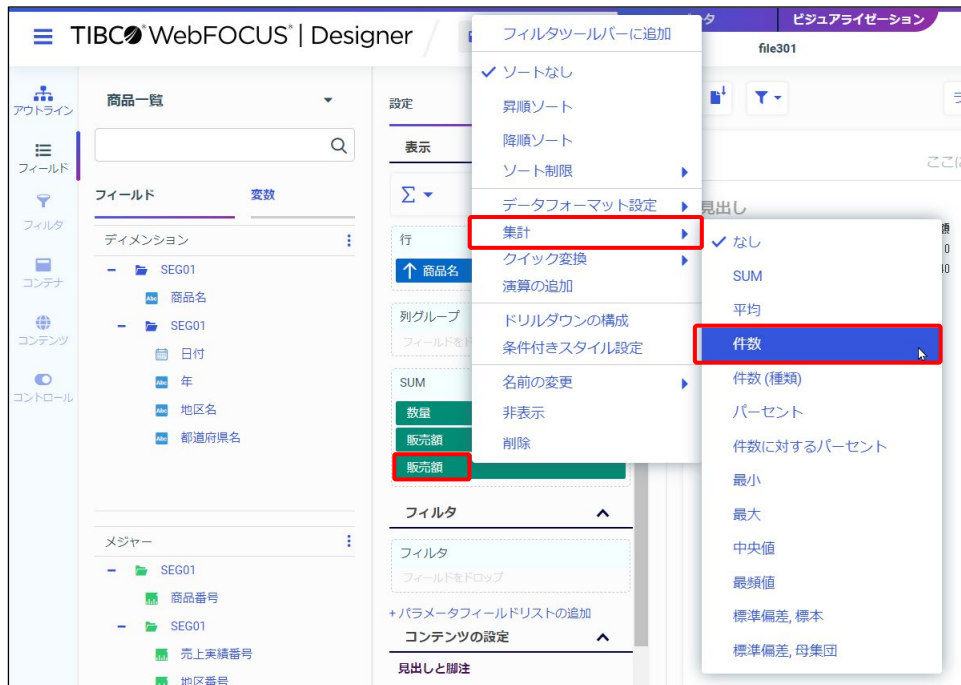 TIBCO WebFOCUS® | Designer
ビジュアライゼーション
file301
アウトライン
フィールド
フィルタ
コンテナ
コンテンツ
コントロール
商品一覧
フィールド
変数
ディメンション
SEG01
商品名
SEG01
日付
年
地区名
都道府県名
メジャー
SEG01
商品番号
SEG01
売上実績番号
地区番号
設定
表示
行
商品名
列グループ
SUM
数量
販売額
販売額
フィルタ
フィルタ
フィールドをドロップ
+ パラメータフィールドリストの追加
コンテンツの設定
見出しと脚注
フィルタツールバーに追加
ソートなし
昇順ソート
降順ソート
ソート制限
データフォーマット設定
集計
クイック変換
演算の追加
ドリルダウンの構成
条件付きスタイル設定
名前の変更
非表示
削除
見出し
なし
SUM
平均
件数
件数 (種類)
パーセント
件数に対するパーセント
最小
最大
中央値
最頻値
標準偏差, 標本
標準偏差, 母集団